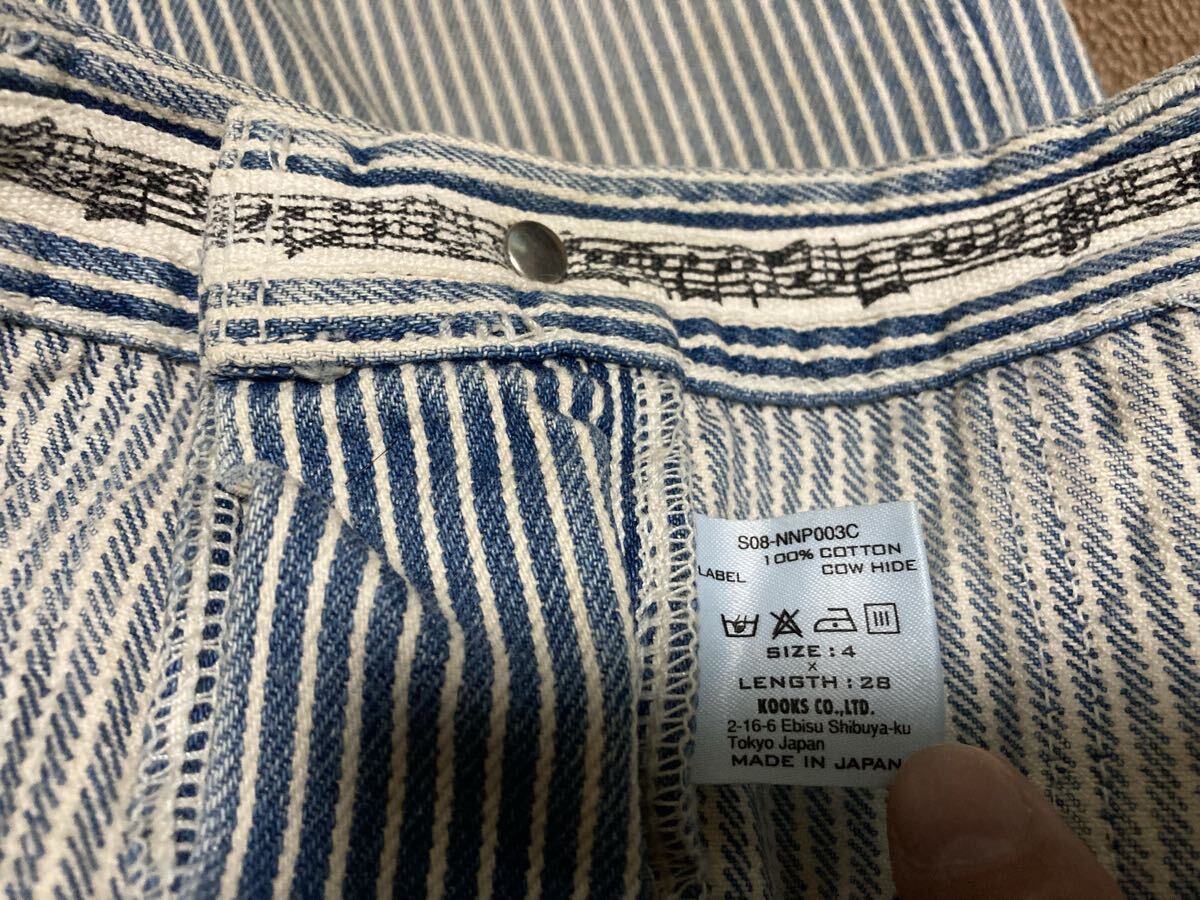 S08-NNP003C
100% COTTON
LABEL COW HIDE
SIZE : 4
×
LENGTH : 28
KOOKS CO.,LTD.
2-16-6 Ebisu Shibuya-ku
Tokyo Japan
MADE IN JAPAN